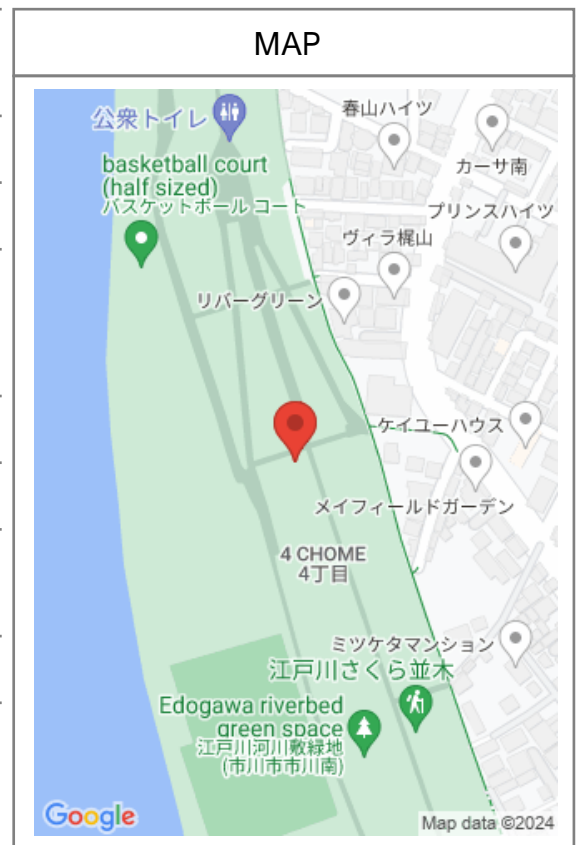 MAP
公衆トイレ
春山ハイツ
カーサ南
basketball court
(half sized)
バスケットボール コート
プリンスハイツ
ヴィラ梶山
リバーグリーン
ケイユーハウス
メイフィールドガーデン
4 CHOME
4丁目
ミツケタマンション
江戸川さくら並木
Edogawa riverbed
green space
江戸川河川敷緑地
(市川市市川南)
Google
Map data ©2024